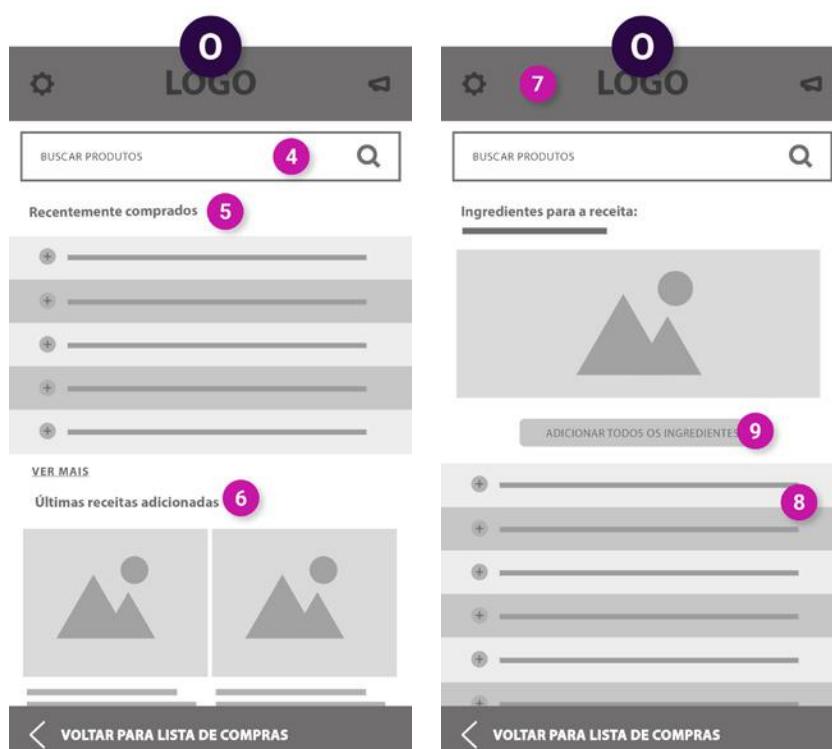 O
LOGO
BUSCAR PRODUTOS 4
Recentemente comprados 5
VER MAIS
Últimas receitas adicionadas 6
VOLTAR PARA LISTA DE COMPRAS
O
7 LOGO
BUSCAR PRODUTOS
Ingredientes para a receita:
ADICIONAR TODOS OS INGREDIENTES 9
8
VOLTAR PARA LISTA DE COMPRAS